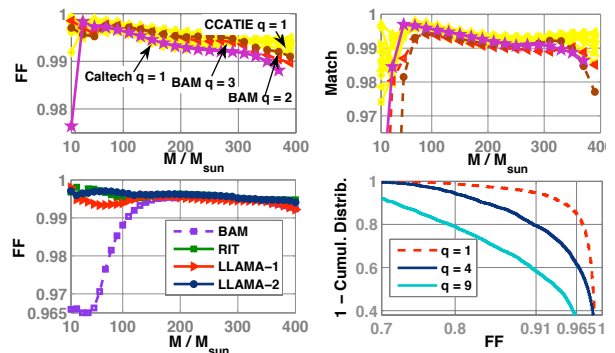 1
0.99
0.98
FF
10
100
200
300
400
M / M_sun
CCATIE q = 1
Caltech q = 1
BAM q = 3
BAM q = 2
1
0.99
0.98
0.97
Match
10
100
200
300
400
M / M_sun
1
0.99
0.97
0.965
FF
10
100
200
300
400
M / M_sun
BAM
RIT
LLAMA-1
LLAMA-2
1
0.8
0.6
0.4
1 − Cumul. Distrib.
q = 1
q = 4
q = 9
0.7
0.8
0.91
0.965
1
FF